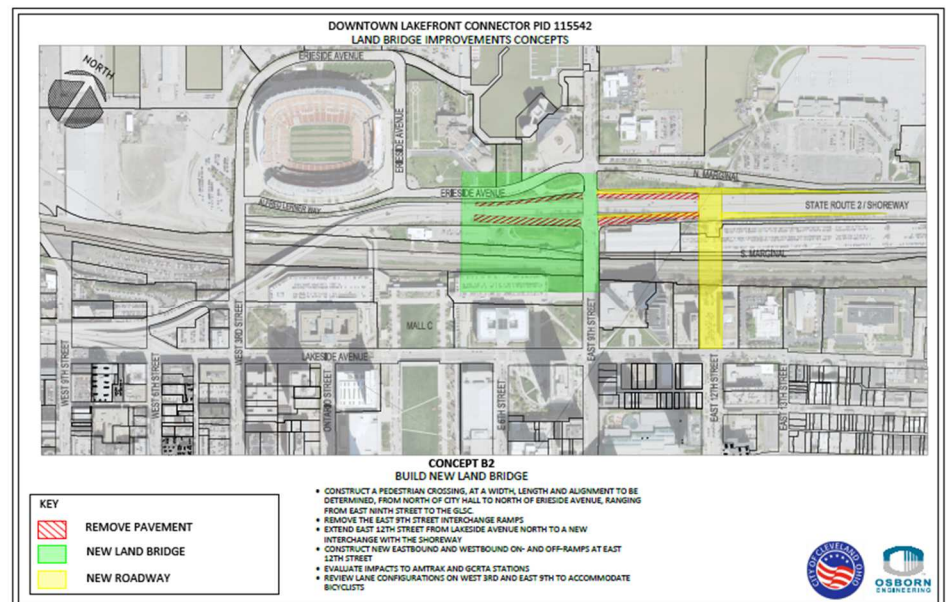 DOWNTOWN LAKEFRONT CONNECTOR PID 115542
LAND BRIDGE IMPROVEMENTS CONCEPTS
NORTH
ERIESIDE AVENUE
ERIESIDE AVENUE
N. MARGINAL
ERIESIDE AVENUE
ALFRED LERNER WAY
STATE ROUTE 2 / SHOREWAY
S. MARGINAL
WEST 3RD STREET
MALL C
EAST 9TH STREET
LAKESIDE AVENUE
WEST 9TH STREET
WEST 6TH STREET
ONTARIO STREET
E 6TH STREET
EAST 12TH STREET
CONCEPT B2
BUILD NEW LAND BRIDGE
• CONSTRUCT A PEDESTRIAN CROSSING, AT A WIDTH, LENGTH AND ALIGNMENT TO BE
DETERMINED, FROM NORTH OF CITY HALL TO NORTH OF ERIESIDE AVENUE, RANGING
FROM EAST NINTH STREET TO THE GLSC.
• REMOVE THE EAST 9TH STREET INTERCHANGE RAMPS
• EXTEND EAST 12TH STREET FROM LAKESIDE AVENUE NORTH TO A NEW
INTERCHANGE WITH THE SHOREWAY
• CONSTRUCT NEW EASTBOUND AND WESTBOUND ON- AND OFF-RAMPS AT EAST
12TH STREET
• EVALUATE IMPACTS TO AMTRAK AND GCRTA STATIONS
• REVIEW LANE CONFIGURATIONS ON WEST 3RD AND EAST 9TH TO ACCOMMODATE
BICYCLISTS
KEY
REMOVE PAVEMENT
NEW LAND BRIDGE
NEW ROADWAY
CITY OF CLEVELAND, OHIO
OSBORN
ENGINEERING